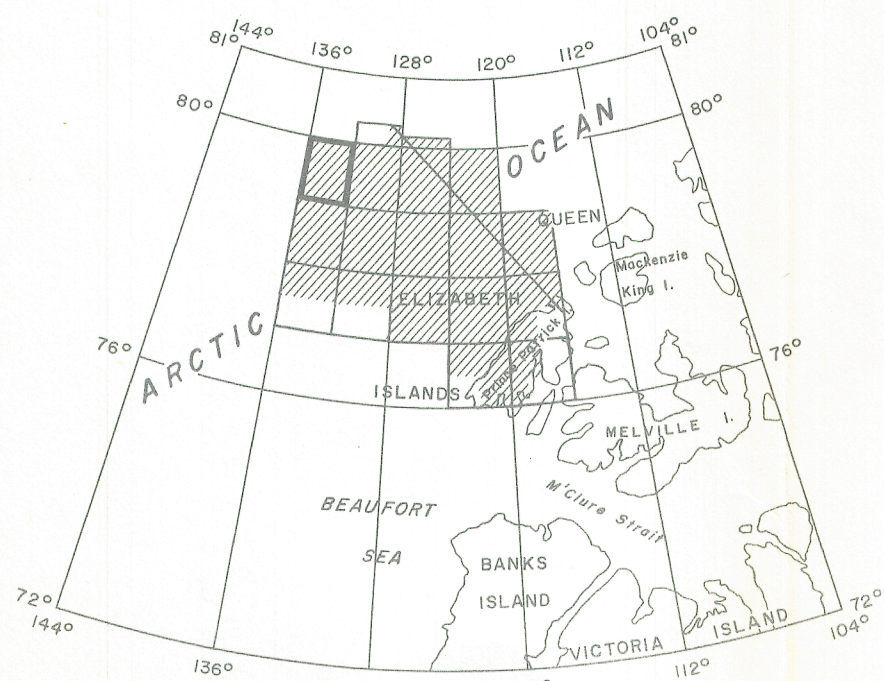 144°
81°
136°
128°
120°
112°
104°
81°
80°
80°
OCEAN
QUEEN
Mackenzie
King I.
ELIZABETH
Prince Patrick
ARCTIC
76°
76°
ISLANDS
MELVILLE I.
M'Clure Strait
BEAUFORT
SEA
BANKS
ISLAND
VICTORIA
ISLAND
72°
144°
72°
104°
136°
112°